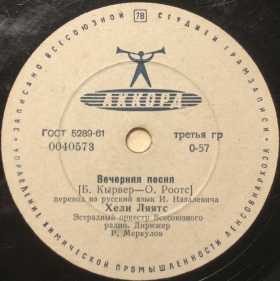 ЗАПИСАНО ВСЕСОЮЗНОЙ СТУДИЕЙ ГРАМЗАПИСИ
78
АККОРД
ГОСТ 5289-61
0040573
третья гр
0-57
Вечерняя песня
[Б. Кырвер—О. Роотс]
перевод на русский язык И. Назалевича
Хели Ляятс
Эстрадный оркестр Всесоюзного
радио. Дирижер
Р. Меркулов
УПРАВЛЕНИЕ ХИМИЧЕСКОЙ ПРОМЫШЛЕННОСТИ ЛЕНСОВНАРХОЗА